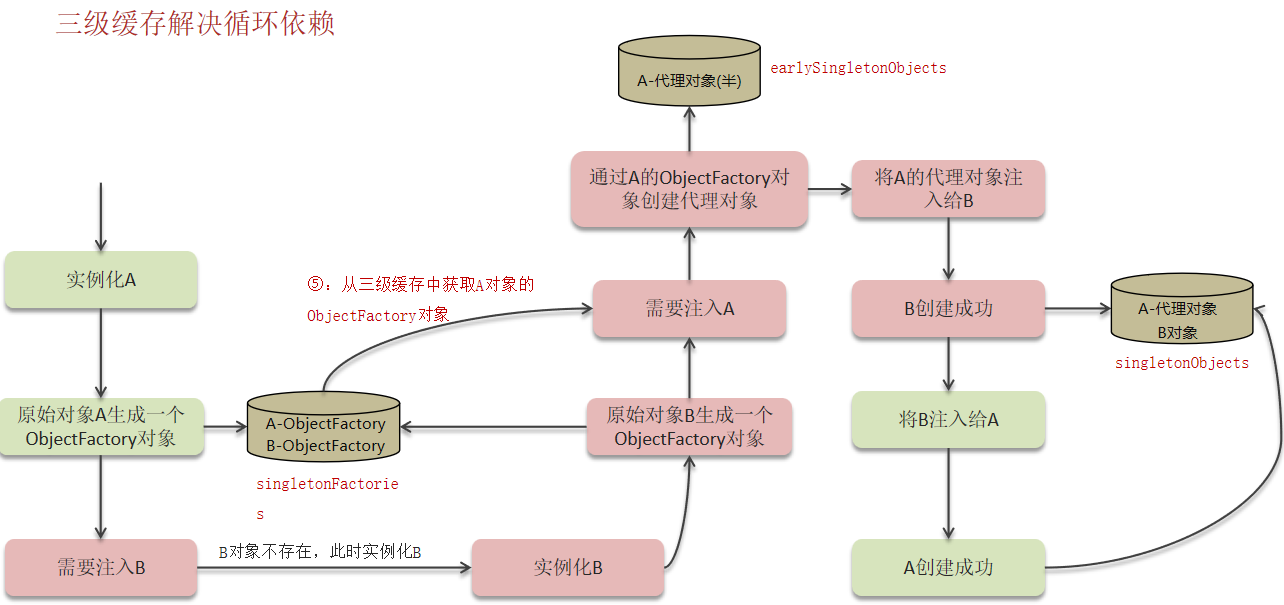 三级缓存解决循环依赖
A-代理对象(半)
earlySingletonObjects
通过A的ObjectFactory对
象创建代理对象
将A的代理对象注
入给B
实例化A
⑤：从三级缓存中获取A对象的
ObjectFactory对象
需要注入A
B创建成功
A-代理对象
B对象
singletonObjects
原始对象A生成一个
ObjectFactory对象
A-ObjectFactory
B-ObjectFactory
singletonFactorie
s
原始对象B生成一个
ObjectFactory对象
将B注入给A
需要注入B
B对象不存在，此时实例化B
实例化B
A创建成功